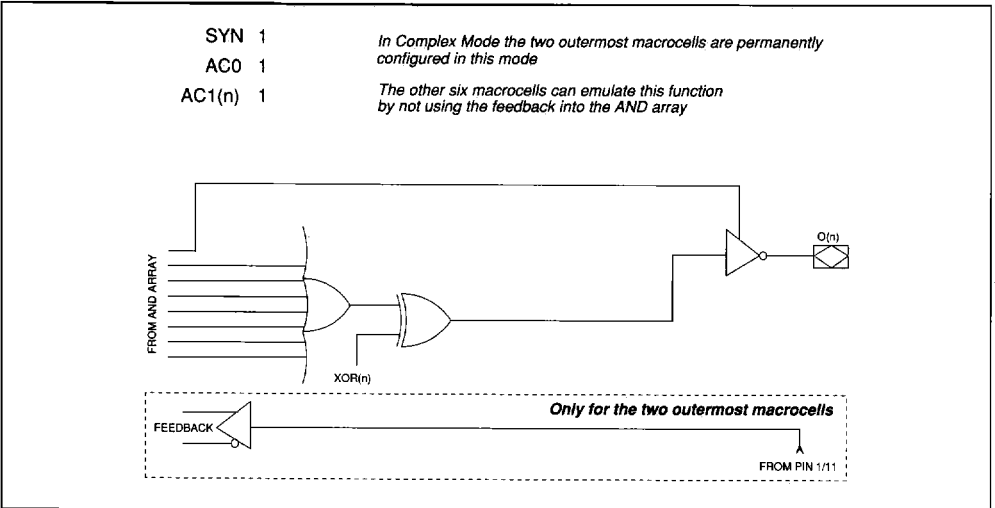 SYN 1
AC0 1
AC1(n) 1
In Complex Mode the two outermost macrocells are permanently
configured in this mode
The other six macrocells can emulate this function
by not using the feedback into the AND array
O(n)
FROM AND ARRAY
XOR(n)
Only for the two outermost macrocells
FEEDBACK
FROM PIN 1/11